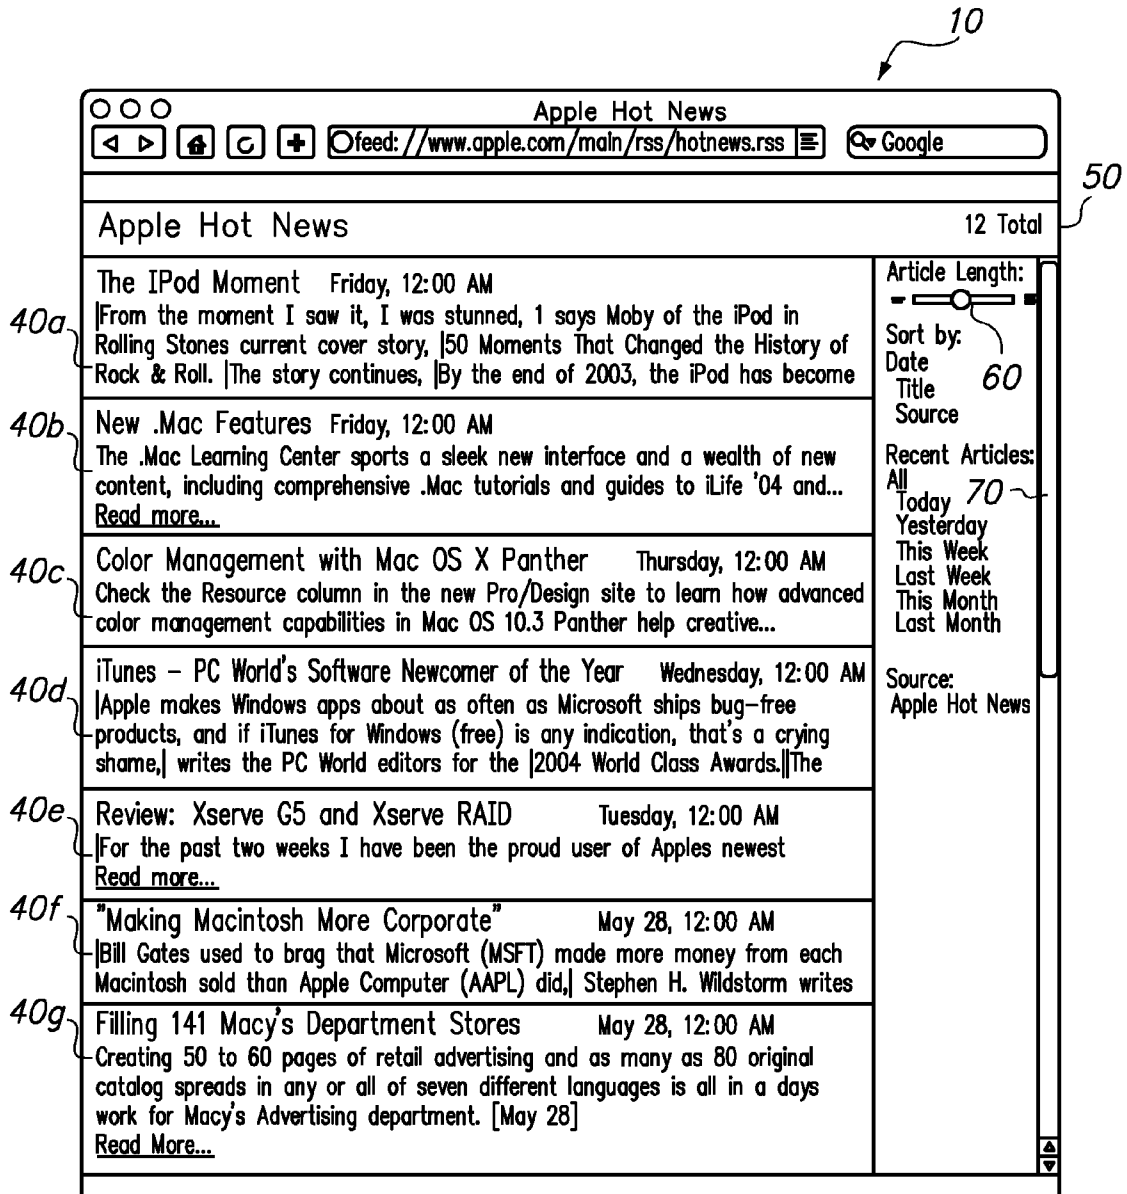 10
Apple Hot News
feed: //www.apple.com/main/rss/hotnews.rss
Google
50
Apple Hot News
12 Total
40a
The IPod Moment Friday, 12:00 AM
|From the moment I saw it, I was stunned, 1 says Moby of the iPod in
Rolling Stones current cover story, |50 Moments That Changed the History of
Rock & Roll. |The story continues, |By the end of 2003, the iPod has become
40b
New .Mac Features Friday, 12:00 AM
The .Mac Learning Center sports a sleek new interface and a wealth of new
content, including comprehensive .Mac tutorials and guides to iLife '04 and...
Read more...
40c
Color Management with Mac OS X Panther Thursday, 12:00 AM
Check the Resource column in the new Pro/Design site to learn how advanced
color management capabilities in Mac OS 10.3 Panther help creative...
40d
iTunes – PC World's Software Newcomer of the Year Wednesday, 12:00 AM
|Apple makes Windows apps about as often as Microsoft ships bug–free
products, and if iTunes for Windows (free) is any indication, that's a crying
shame,| writes the PC World editors for the |2004 World Class Awards.||The
40e
Review: Xserve G5 and Xserve RAID Tuesday, 12:00 AM
|For the past two weeks I have been the proud user of Apples newest
Read more...
40f
"Making Macintosh More Corporate" May 28, 12:00 AM
|Bill Gates used to brag that Microsoft (MSFT) made more money from each
Macintosh sold than Apple Computer (AAPL) did,| Stephen H. Wildstorm writes
40g
Filling 141 Macy's Department Stores May 28, 12:00 AM
Creating 50 to 60 pages of retail advertising and as many as 80 original
catalog spreads in any or all of seven different languages is all in a days
work for Macy's Advertising department. [May 28]
Read More...
Article Length:
60
Sort by:
Date
Title
Source
Recent Articles:
All
70
Today
Yesterday
This Week
Last Week
This Month
Last Month
Source:
Apple Hot News